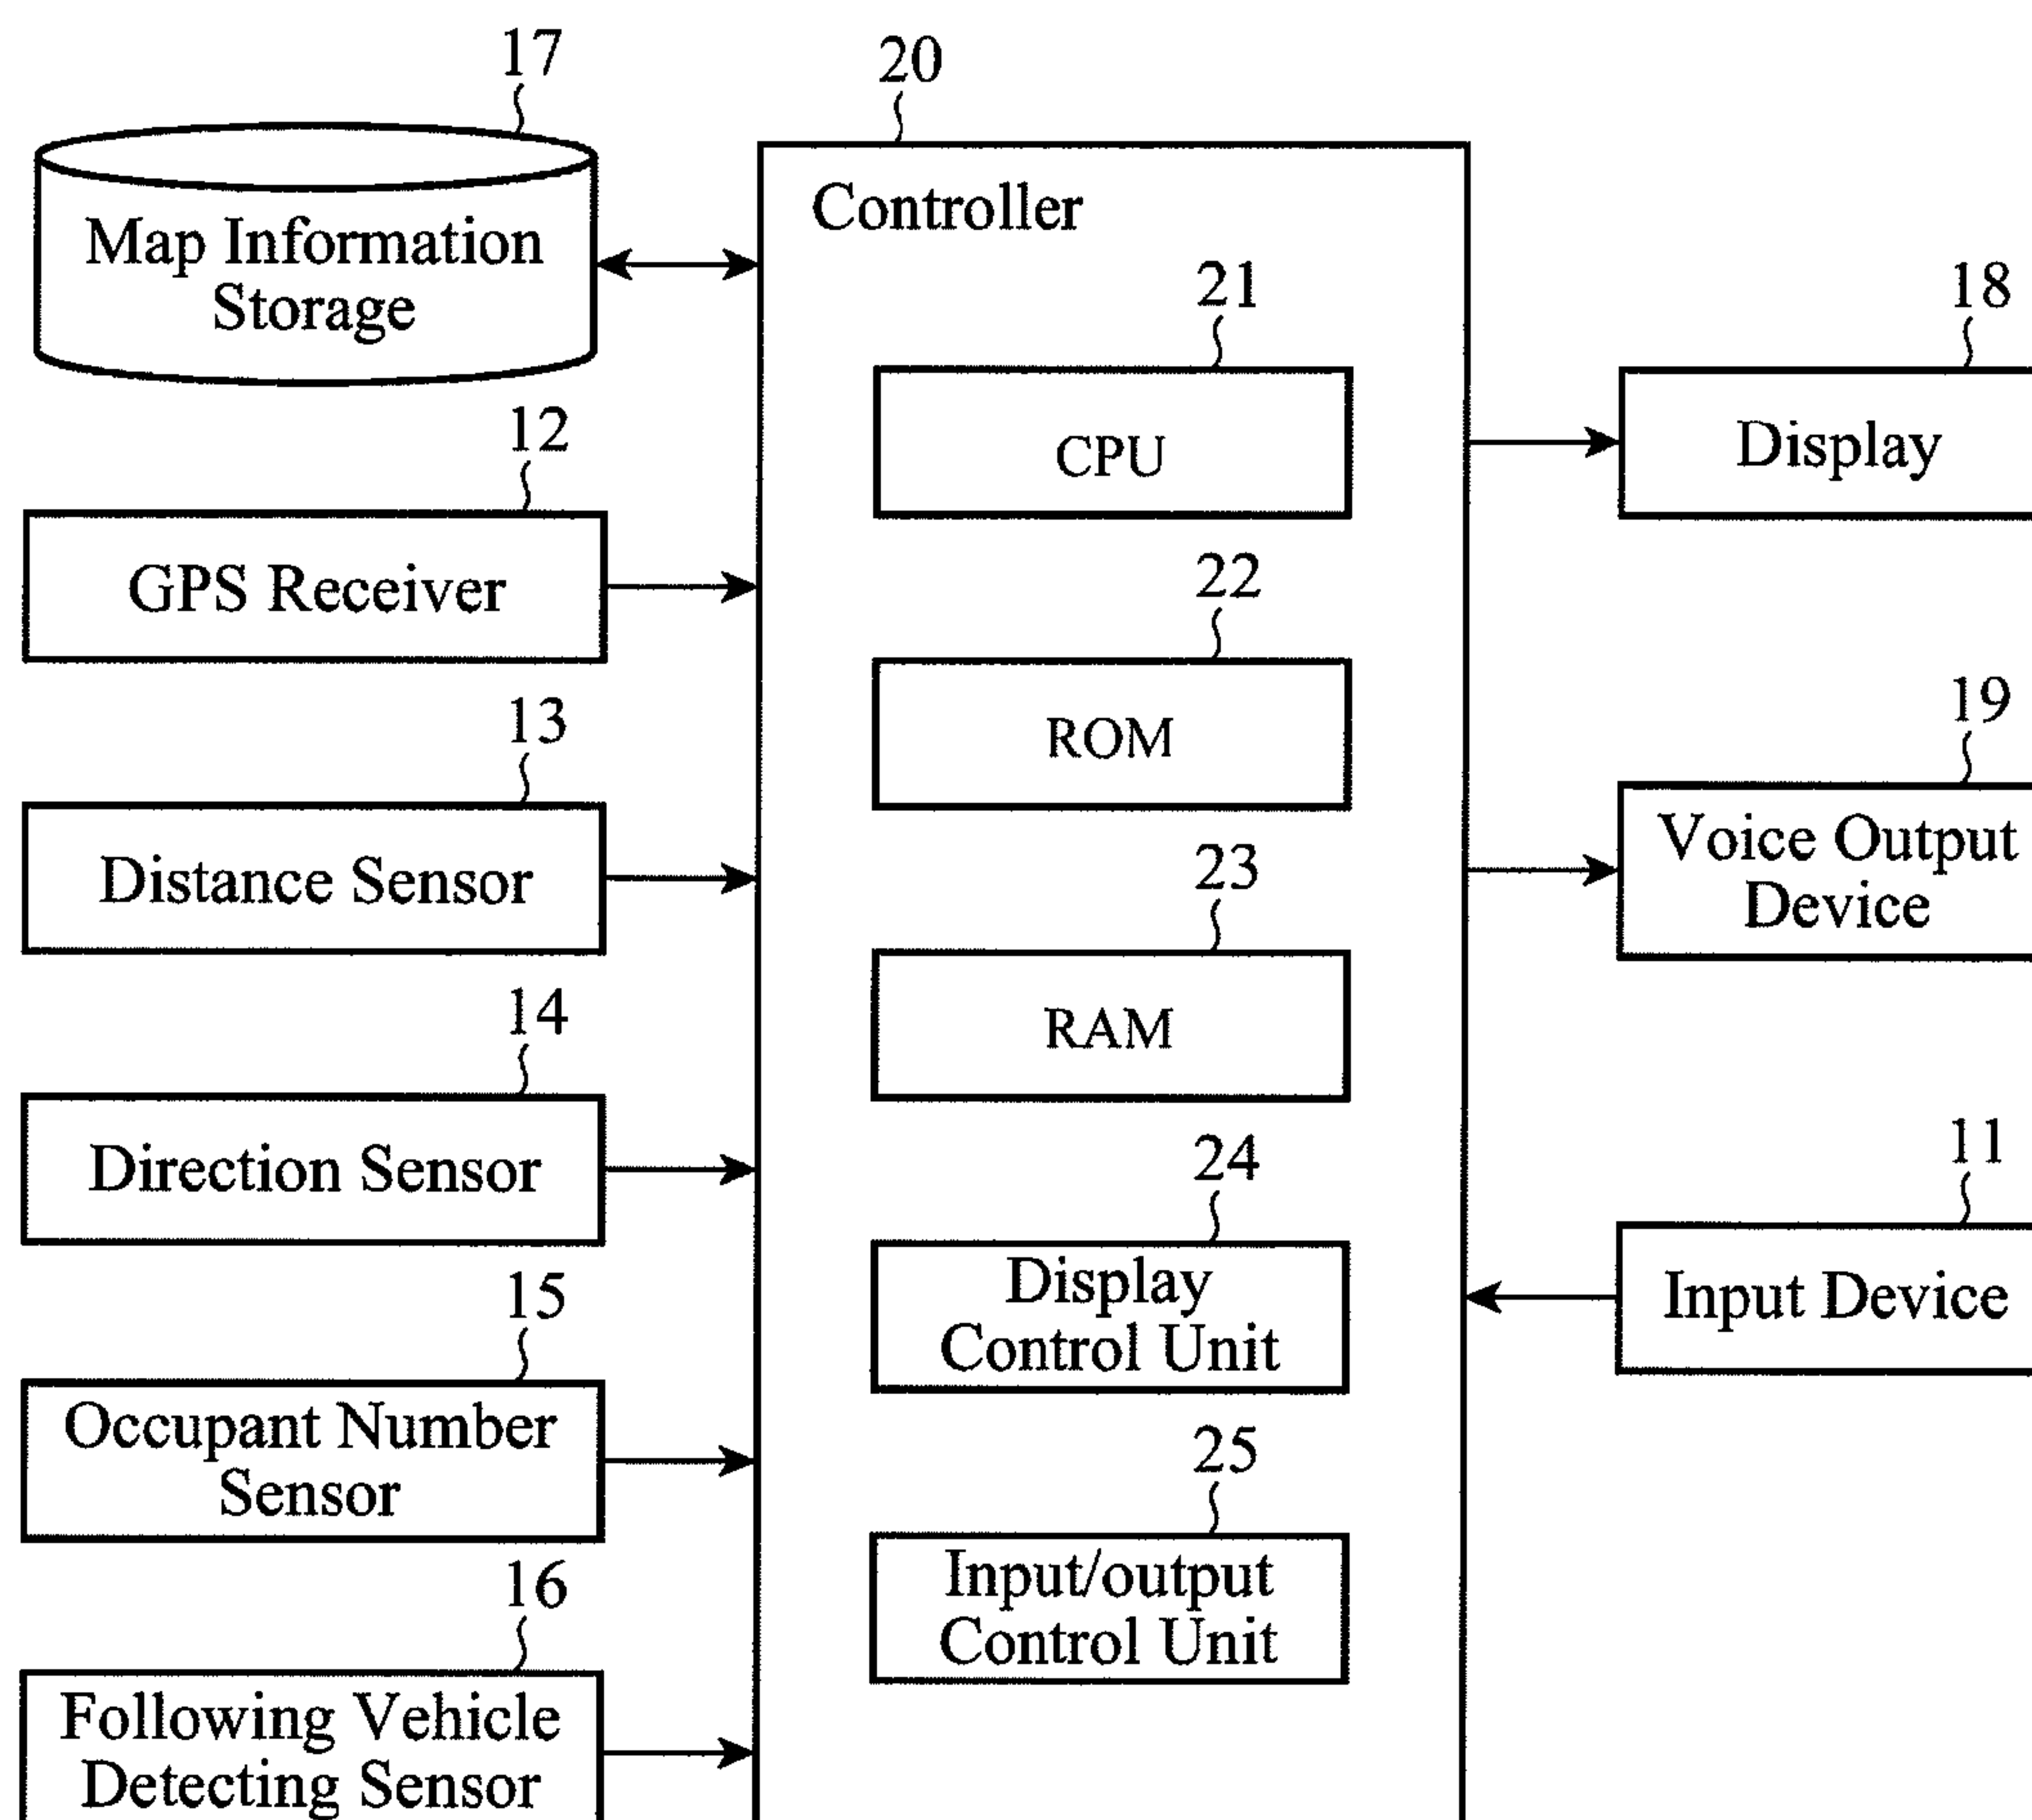 17
Map Information
Storage
12
GPS Receiver
13
Distance Sensor
14
Direction Sensor
15
Occupant Number
Sensor
16
Following Vehicle
Detecting Sensor
20
Controller
21
CPU
22
ROM
23
RAM
24
Display
Control Unit
25
Input/output
Control Unit
18
Display
19
Voice Output
Device
11
Input Device